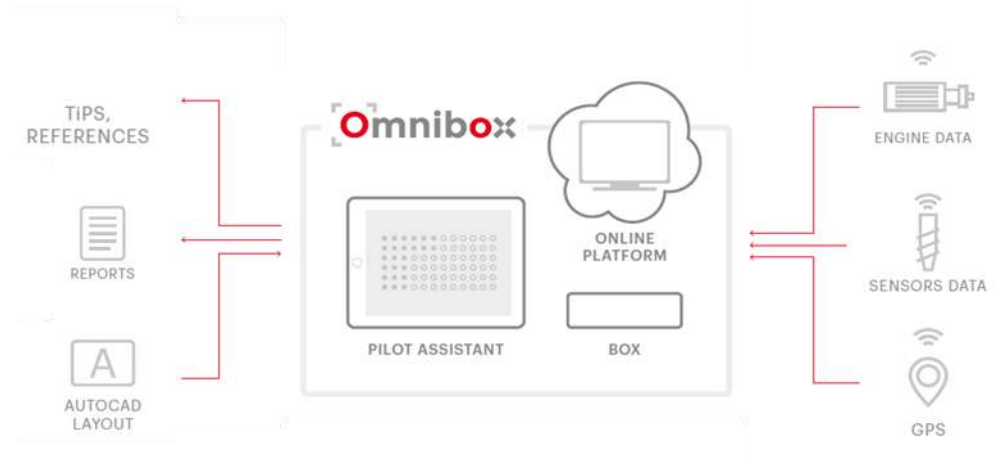 TiPS,
REFERENCES
REPORTS
A
AUTOCAD
LAYOUT
Omnibox
ONLINE
PLATFORM
PILOT ASSISTANT
BOX
ENGINE DATA
SENSORS DATA
GPS